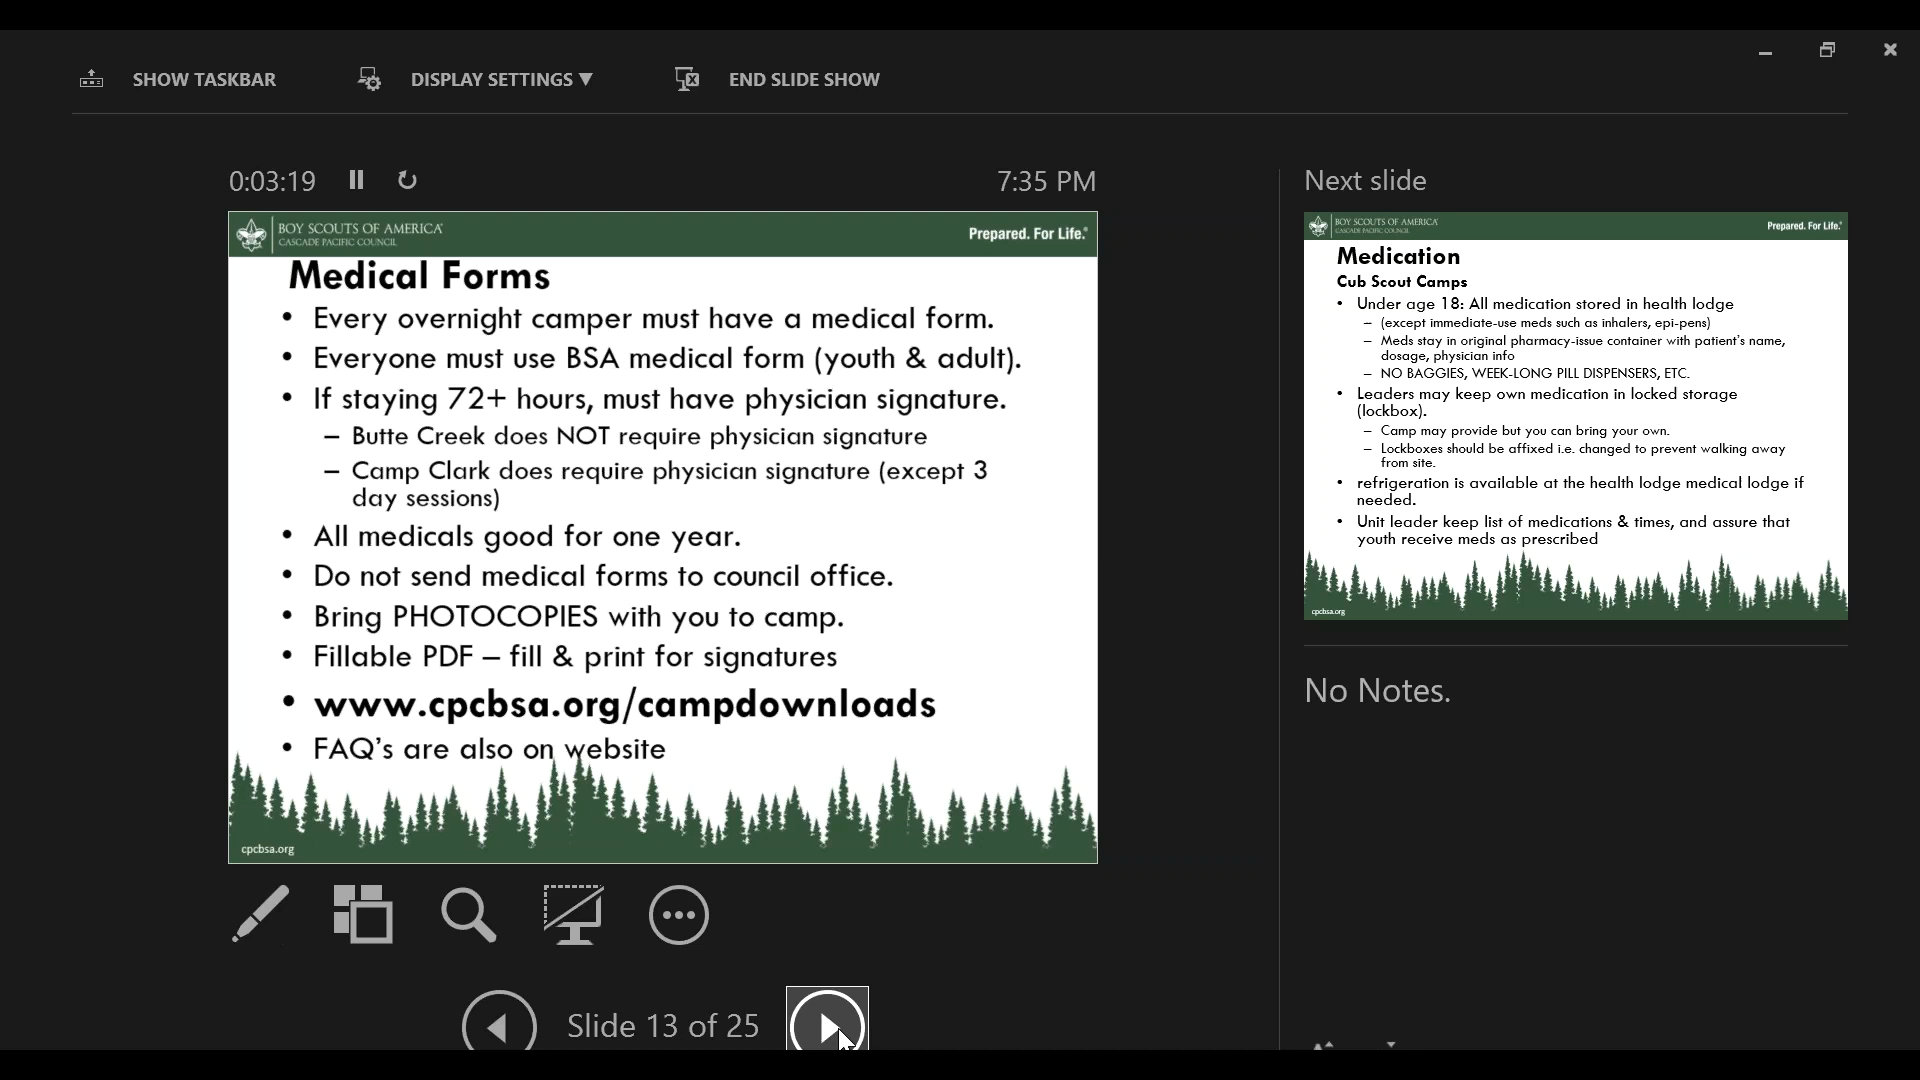 SHOW TASKBAR
DISPLAY SETTINGS ▼
END SLIDE SHOW
0:03:19
7:35 PM
BOY SCOUTS OF AMERICA
CASCADE PACIFIC COUNCIL
Prepared. For Life.®
Medical Forms
• Every overnight camper must have a medical form.
• Everyone must use BSA medical form (youth & adult).
• If staying 72+ hours, must have physician signature.
– Butte Creek does NOT require physician signature
– Camp Clark does require physician signature (except 3
day sessions)
• All medicals good for one year.
• Do not send medical forms to council office.
• Bring PHOTOCOPIES with you to camp.
• Fillable PDF – fill & print for signatures
• www.cpcbsa.org/campdownloads
• FAQ's are also on website
cpcbsa.org
Slide 13 of 25
Next slide
BOY SCOUTS OF AMERICA
CASCADE PACIFIC COUNCIL
Prepared. For Life.®
Medication
Cub Scout Camps
• Under age 18: All medication stored in health lodge
– (except immediate-use meds such as inhalers, epi-pens)
– Meds stay in original pharmacy-issue container with patient's name,
dosage, physician info
– NO BAGGIES, WEEK-LONG PILL DISPENSERS, ETC.
• Leaders may keep own medication in locked storage
(lockbox).
– Camp may provide but you can bring your own.
– Lockboxes should be affixed i.e. changed to prevent walking away
from site.
• refrigeration is available at the health lodge medical lodge if
needed.
• Unit leader keep list of medications & times, and assure that
youth receive meds as prescribed
cpcbsa.org
No Notes.